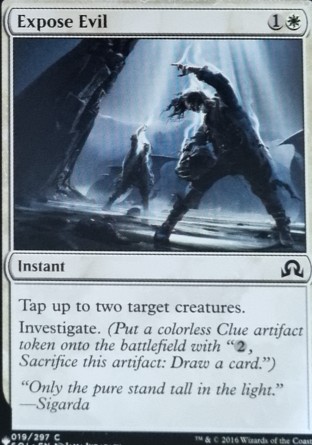 Expose Evil 1
Instant
Tap up to two target creatures.
Investigate. (Put a colorless Clue artifact
token onto the battlefield with “2,
Sacrifice this artifact: Draw a card.”)
“Only the pure stand tall in the light.”
—Sigarda
019/297 C
™ & © 2016 Wizards of the Coast